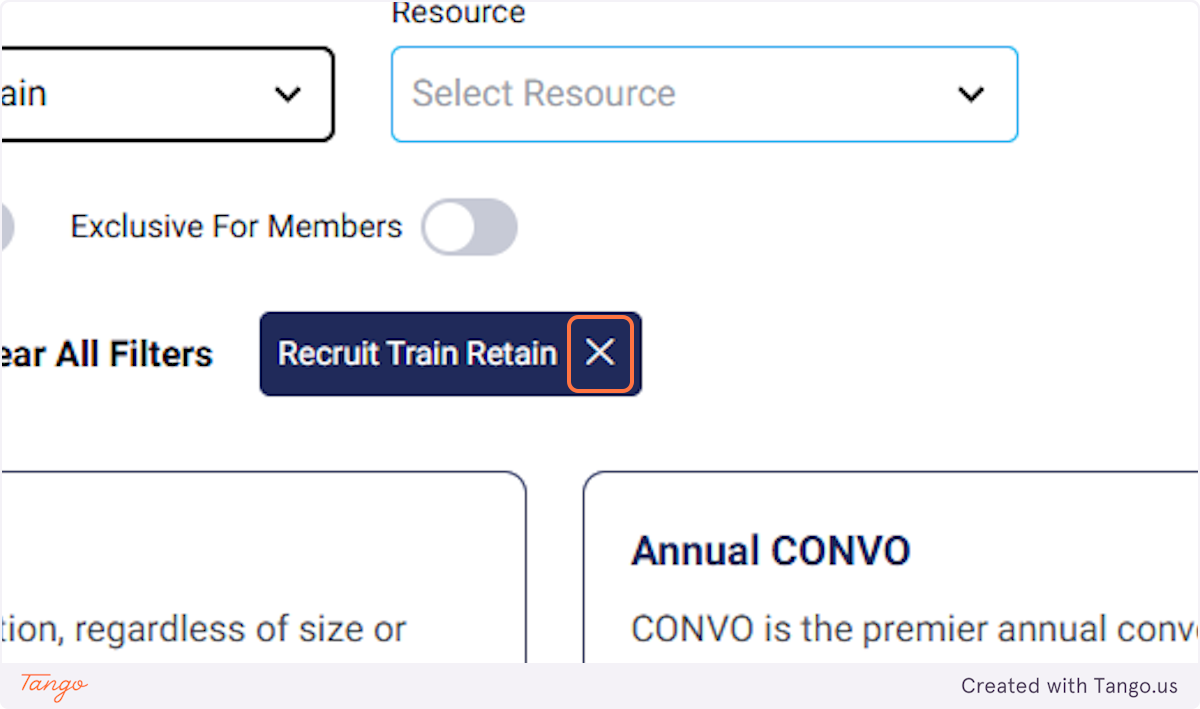 Resource
ain
Select Resource
Exclusive For Members
ear All Filters
Recruit Train Retain
Annual CONVO
tion, regardless of size or
CONVO is the premier annual conv
Tango
Created with Tango.us